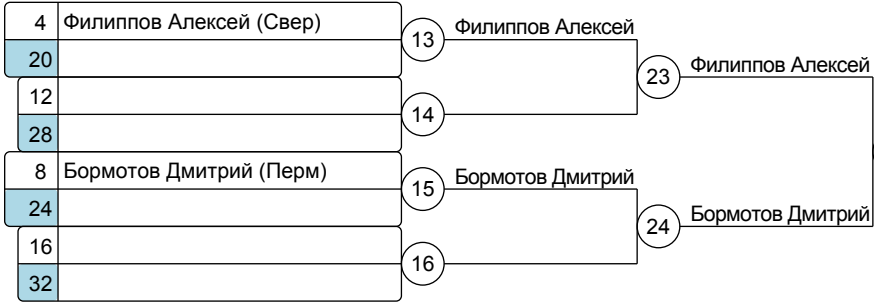 4 Филиппов Алексей (Свер)
20
13 Филиппов Алексей
12
28
14
23 Филиппов Алексей
8 Бормотов Дмитрий (Перм)
24
15 Бормотов Дмитрий
16
32
16
24 Бормотов Дмитрий